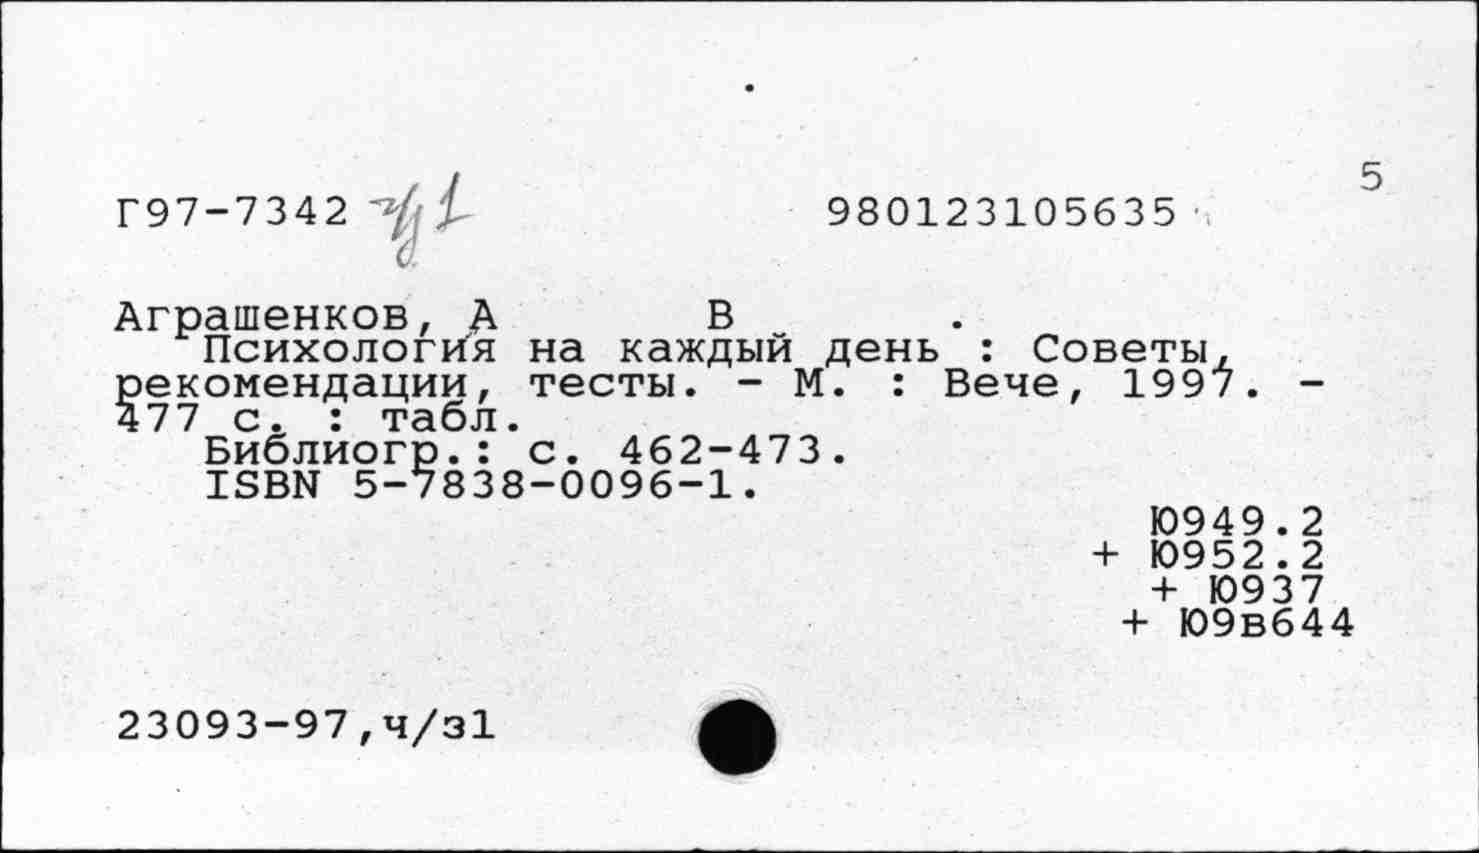 5
Г97-7342 980123105635
Аграшенков, А В .
Психология на каждый день : Советы,
рекомендации, тесты. - М. : Вече, 1997. -
477 с. : табл.
Библиогр.: с. 462-473.
ISBN 5-7838-0096-1.
Ю949.2
+ Ю952.2
+ Ю937
+ Ю9в644
23093-97,ч/з1